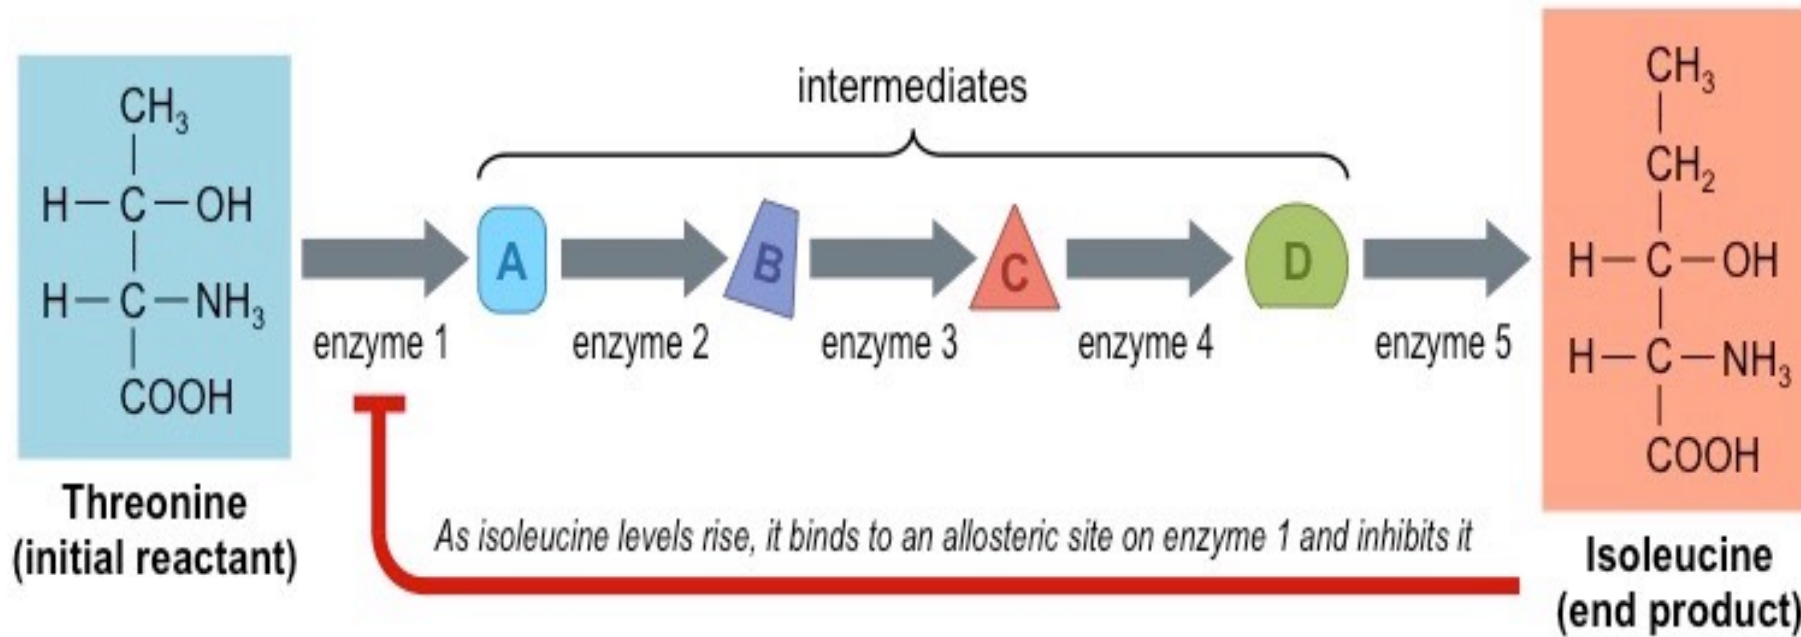 intermediates
CH₃
H—C—OH
H—C—NH₃
COOH
Threonine
(initial reactant)
A
B
C
D
enzyme 1
enzyme 2
enzyme 3
enzyme 4
enzyme 5
CH₃
CH₂
H—C—OH
H—C—NH₃
COOH
Isoleucine
(end product)
As isoleucine levels rise, it binds to an allosteric site on enzyme 1 and inhibits it